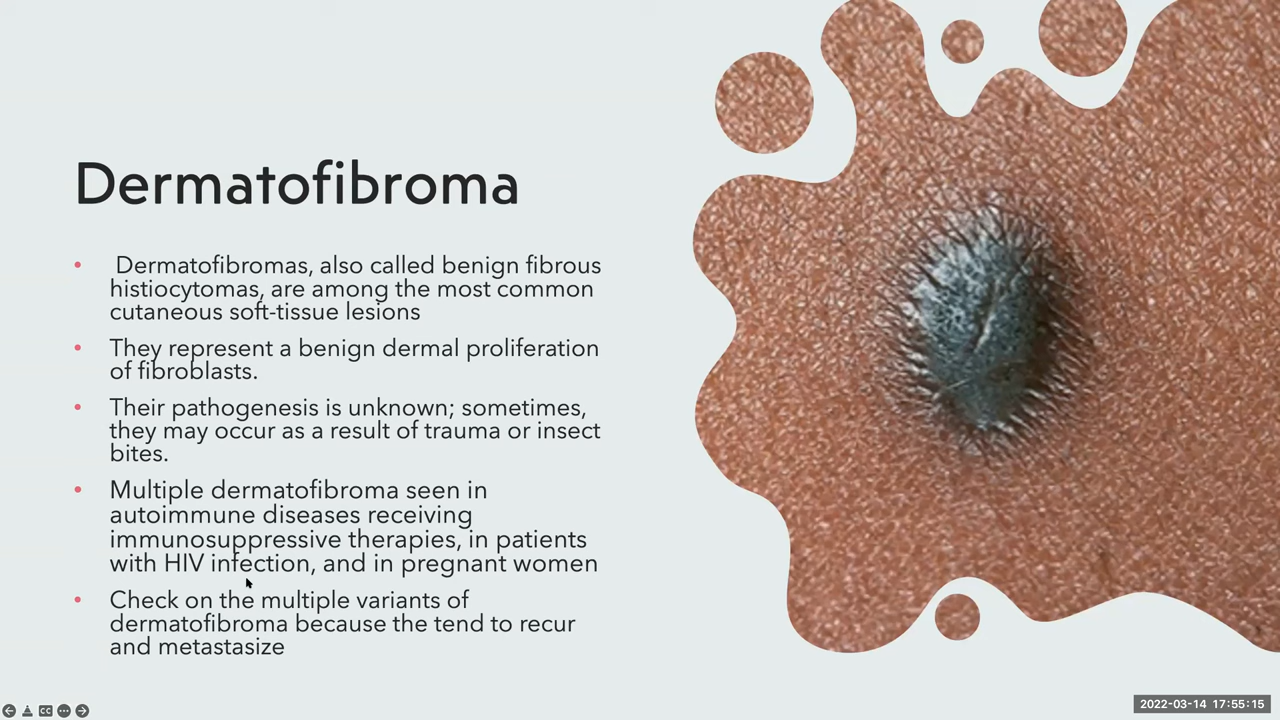 Dermatofibroma
• Dermatofibromas, also called benign fibrous
histiocytomas, are among the most common
cutaneous soft-tissue lesions
• They represent a benign dermal proliferation
of fibroblasts.
• Their pathogenesis is unknown; sometimes,
they may occur as a result of trauma or insect
bites.
• Multiple dermatofibroma seen in
autoimmune diseases receiving
immunosuppressive therapies, in patients
with HIV infection, and in pregnant women
• Check on the multiple variants of
dermatofibroma because the tend to recur
and metastasize
CC
2022-03-14 17:55:15